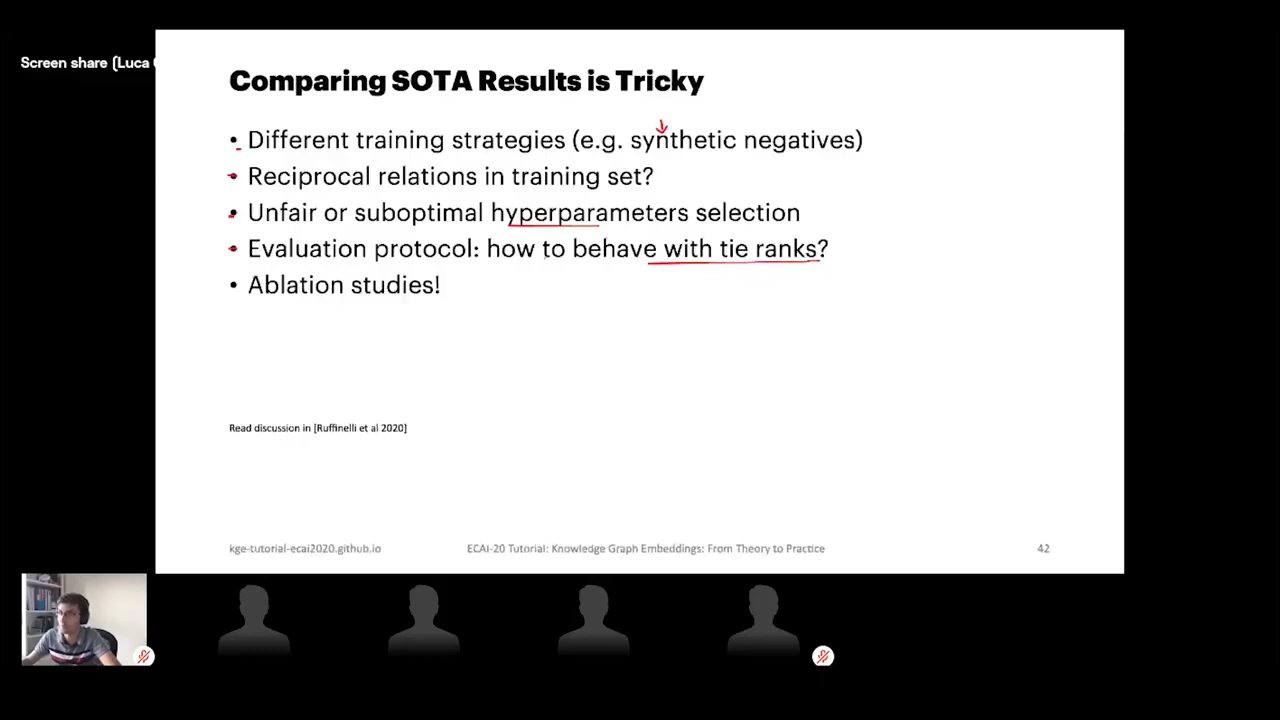 Screen share (Luca
Comparing SOTA Results is Tricky
• Different training strategies (e.g. synthetic negatives)
• Reciprocal relations in training set?
• Unfair or suboptimal hyperparameters selection
• Evaluation protocol: how to behave with tie ranks?
• Ablation studies!
Read discussion in [Ruffinelli et al 2020]
kge-tutorial-ecai2020.github.io
ECAI-20 Tutorial: Knowledge Graph Embeddings: From Theory to Practice
42